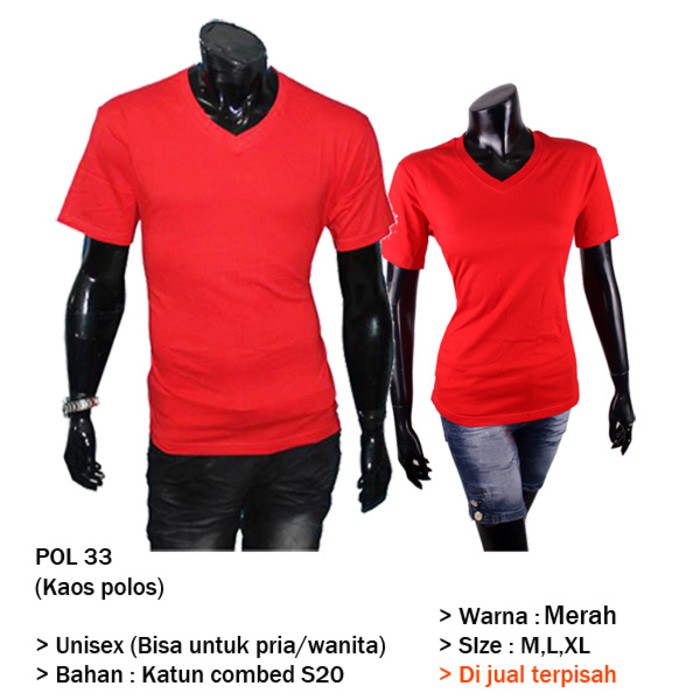 POL 33
(Kaos polos)
> Unisex (Bisa untuk pria/wanita)
> Bahan : Katun combed S20
> Warna : Merah
> SIze : M,L,XL
> Di jual terpisah